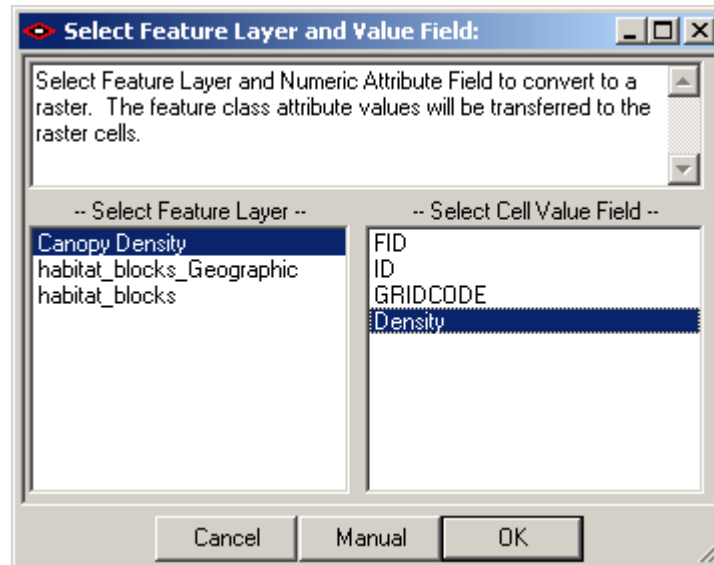 Select Feature Layer and Value Field:
Select Feature Layer and Numeric Attribute Field to convert to a
raster.  The feature class attribute values will be transferred to the
raster cells.
-- Select Feature Layer --
Canopy Density
habitat_blocks_Geographic
habitat_blocks
-- Select Cell Value Field --
FID
ID
GRIDCODE
Density
Cancel
Manual
OK